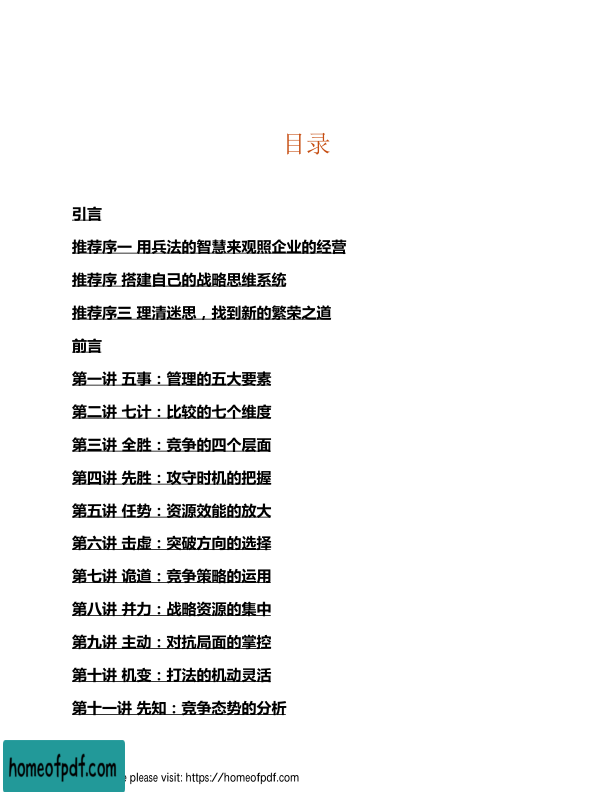 目录
引言
推荐序一 用兵法的智慧来观照企业的经营
推荐序 搭建自己的战略思维系统
推荐序三 理清迷思，找到新的繁荣之道
前言
第一讲 五事：管理的五大要素
第二讲 七计：比较的七个维度
第三讲 全胜：竞争的四个层面
第四讲 先胜：攻守时机的把握
第五讲 任势：资源效能的放大
第六讲 击虚：突破方向的选择
第七讲 诡道：竞争策略的运用
第八讲 并力：战略资源的集中
第九讲 主动：对抗局面的掌控
第十讲 机变：打法的机动灵活
第十一讲 先知：竞争态势的分析
homeofpdf.com
please visit: https://homeofpdf.com